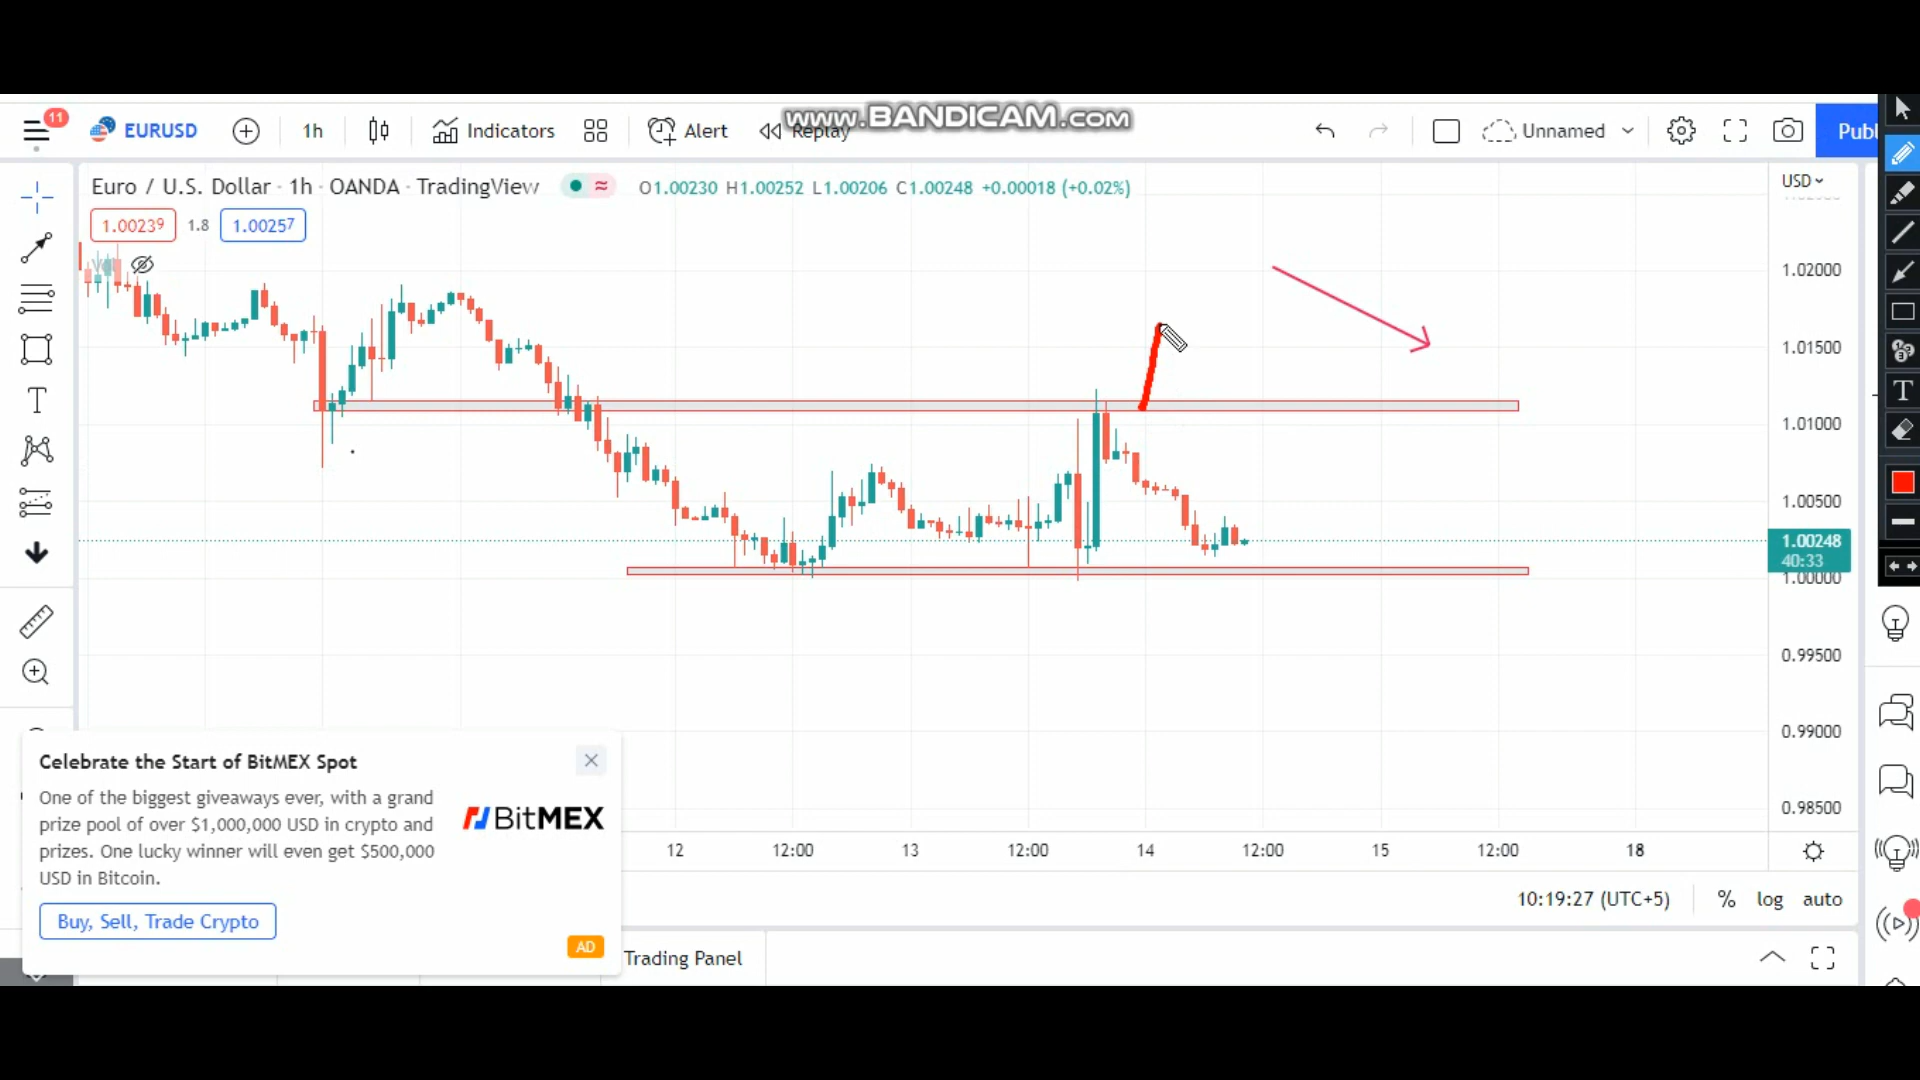 www.BANDICAM.com
11
EURUSD
1h
Indicators
Alert
Replay
Unnamed
Publ
Euro / U.S. Dollar · 1h · OANDA · TradingView
O1.00230 H1.00252 L1.00206 C1.00248 +0.00018 (+0.02%)
USD
1.00239
1.8
1.00257
1.02000
1.01500
1.01000
1.00500
1.00248
40:33
1.00000
0.99500
0.99000
0.98500
Celebrate the Start of BitMEX Spot
One of the biggest giveaways ever, with a grand
prize pool of over $1,000,000 USD in crypto and
prizes. One lucky winner will even get $500,000
USD in Bitcoin.
BitMEX
Buy, Sell, Trade Crypto
AD
12
12:00
13
12:00
14
12:00
15
12:00
18
10:19:27 (UTC+5)
%
log
auto
Trading Panel